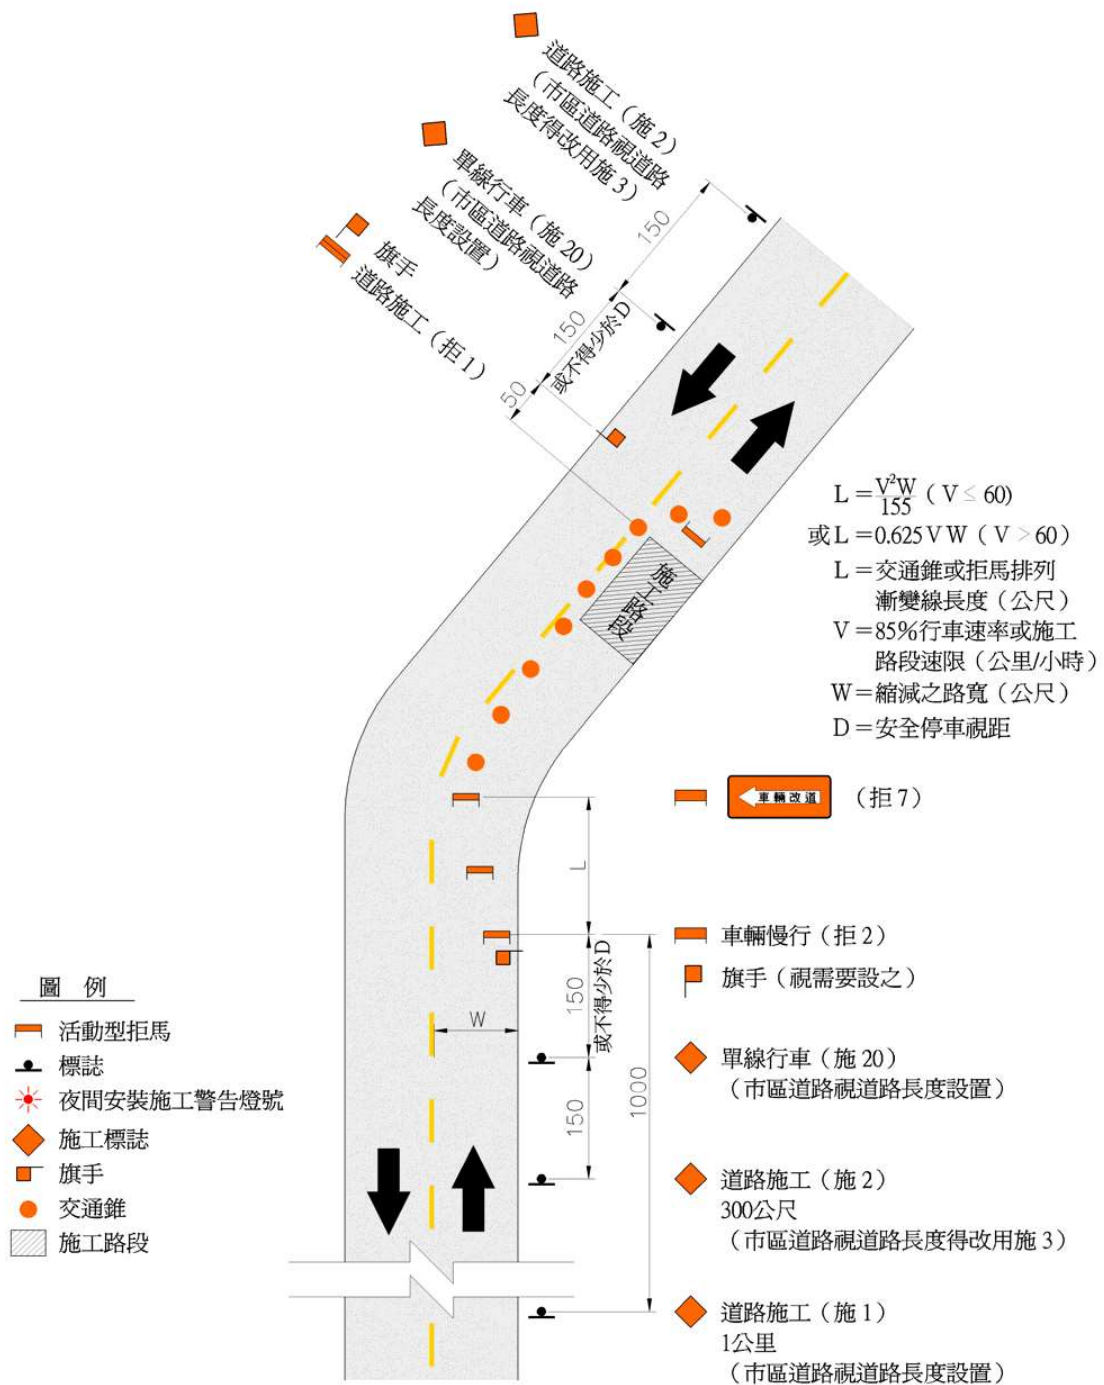 道路施工（施2）
（市區道路視道路
長度得改用施3）
單線行車（施20）
（市區道路視道路
長度設置）
旗手
道路施工（拒1）
150
150
或不得少於D
50
施工路段
L＝V²W/155（V≤60）
或L＝0.625VW（V>60）
L＝交通錐或拒馬排列
漸變線長度（公尺）
V＝85%行車速率或施工
路段速限（公里/小時）
W＝縮減之路寬（公尺）
D＝安全停車視距
車輛改道
（拒7）
L
車輛慢行（拒2）
旗手（視需要設之）
150
或不得少於D
W
單線行車（施20）
（市區道路視道路長度設置）
150
1000
道路施工（施2）
300公尺
（市區道路視道路長度得改用施3）
道路施工（施1）
1公里
（市區道路視道路長度設置）
圖 例
活動型拒馬
標誌
夜間安裝施工警告燈號
施工標誌
旗手
交通錐
施工路段